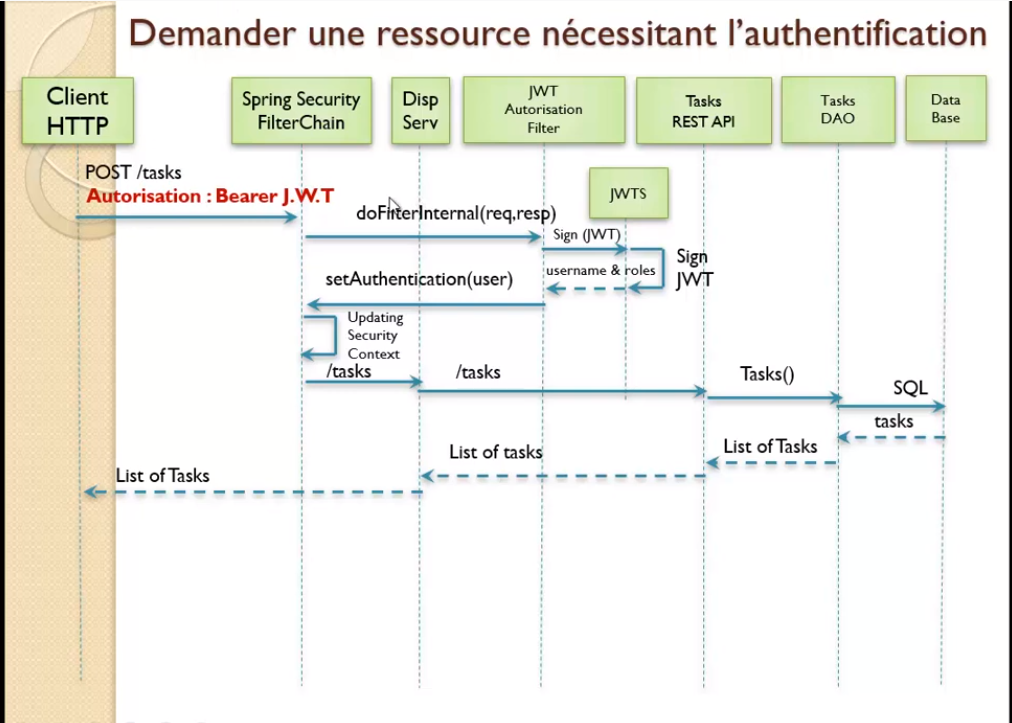 Demander une ressource nécessitant l'authentification
Client
HTTP
Spring Security
FilterChain
Disp
Serv
JWT
Autorisation
Filter
Tasks
REST API
Tasks
DAO
Data
Base
POST /tasks
Autorisation : Bearer J.W.T
JWTS
doFilterInternal(req,resp)
Sign (JWT)
Sign
JWT
username & roles
setAuthentication(user)
Updating
Security
Context
/tasks
/tasks
Tasks()
SQL
tasks
List of Tasks
List of tasks
List of Tasks